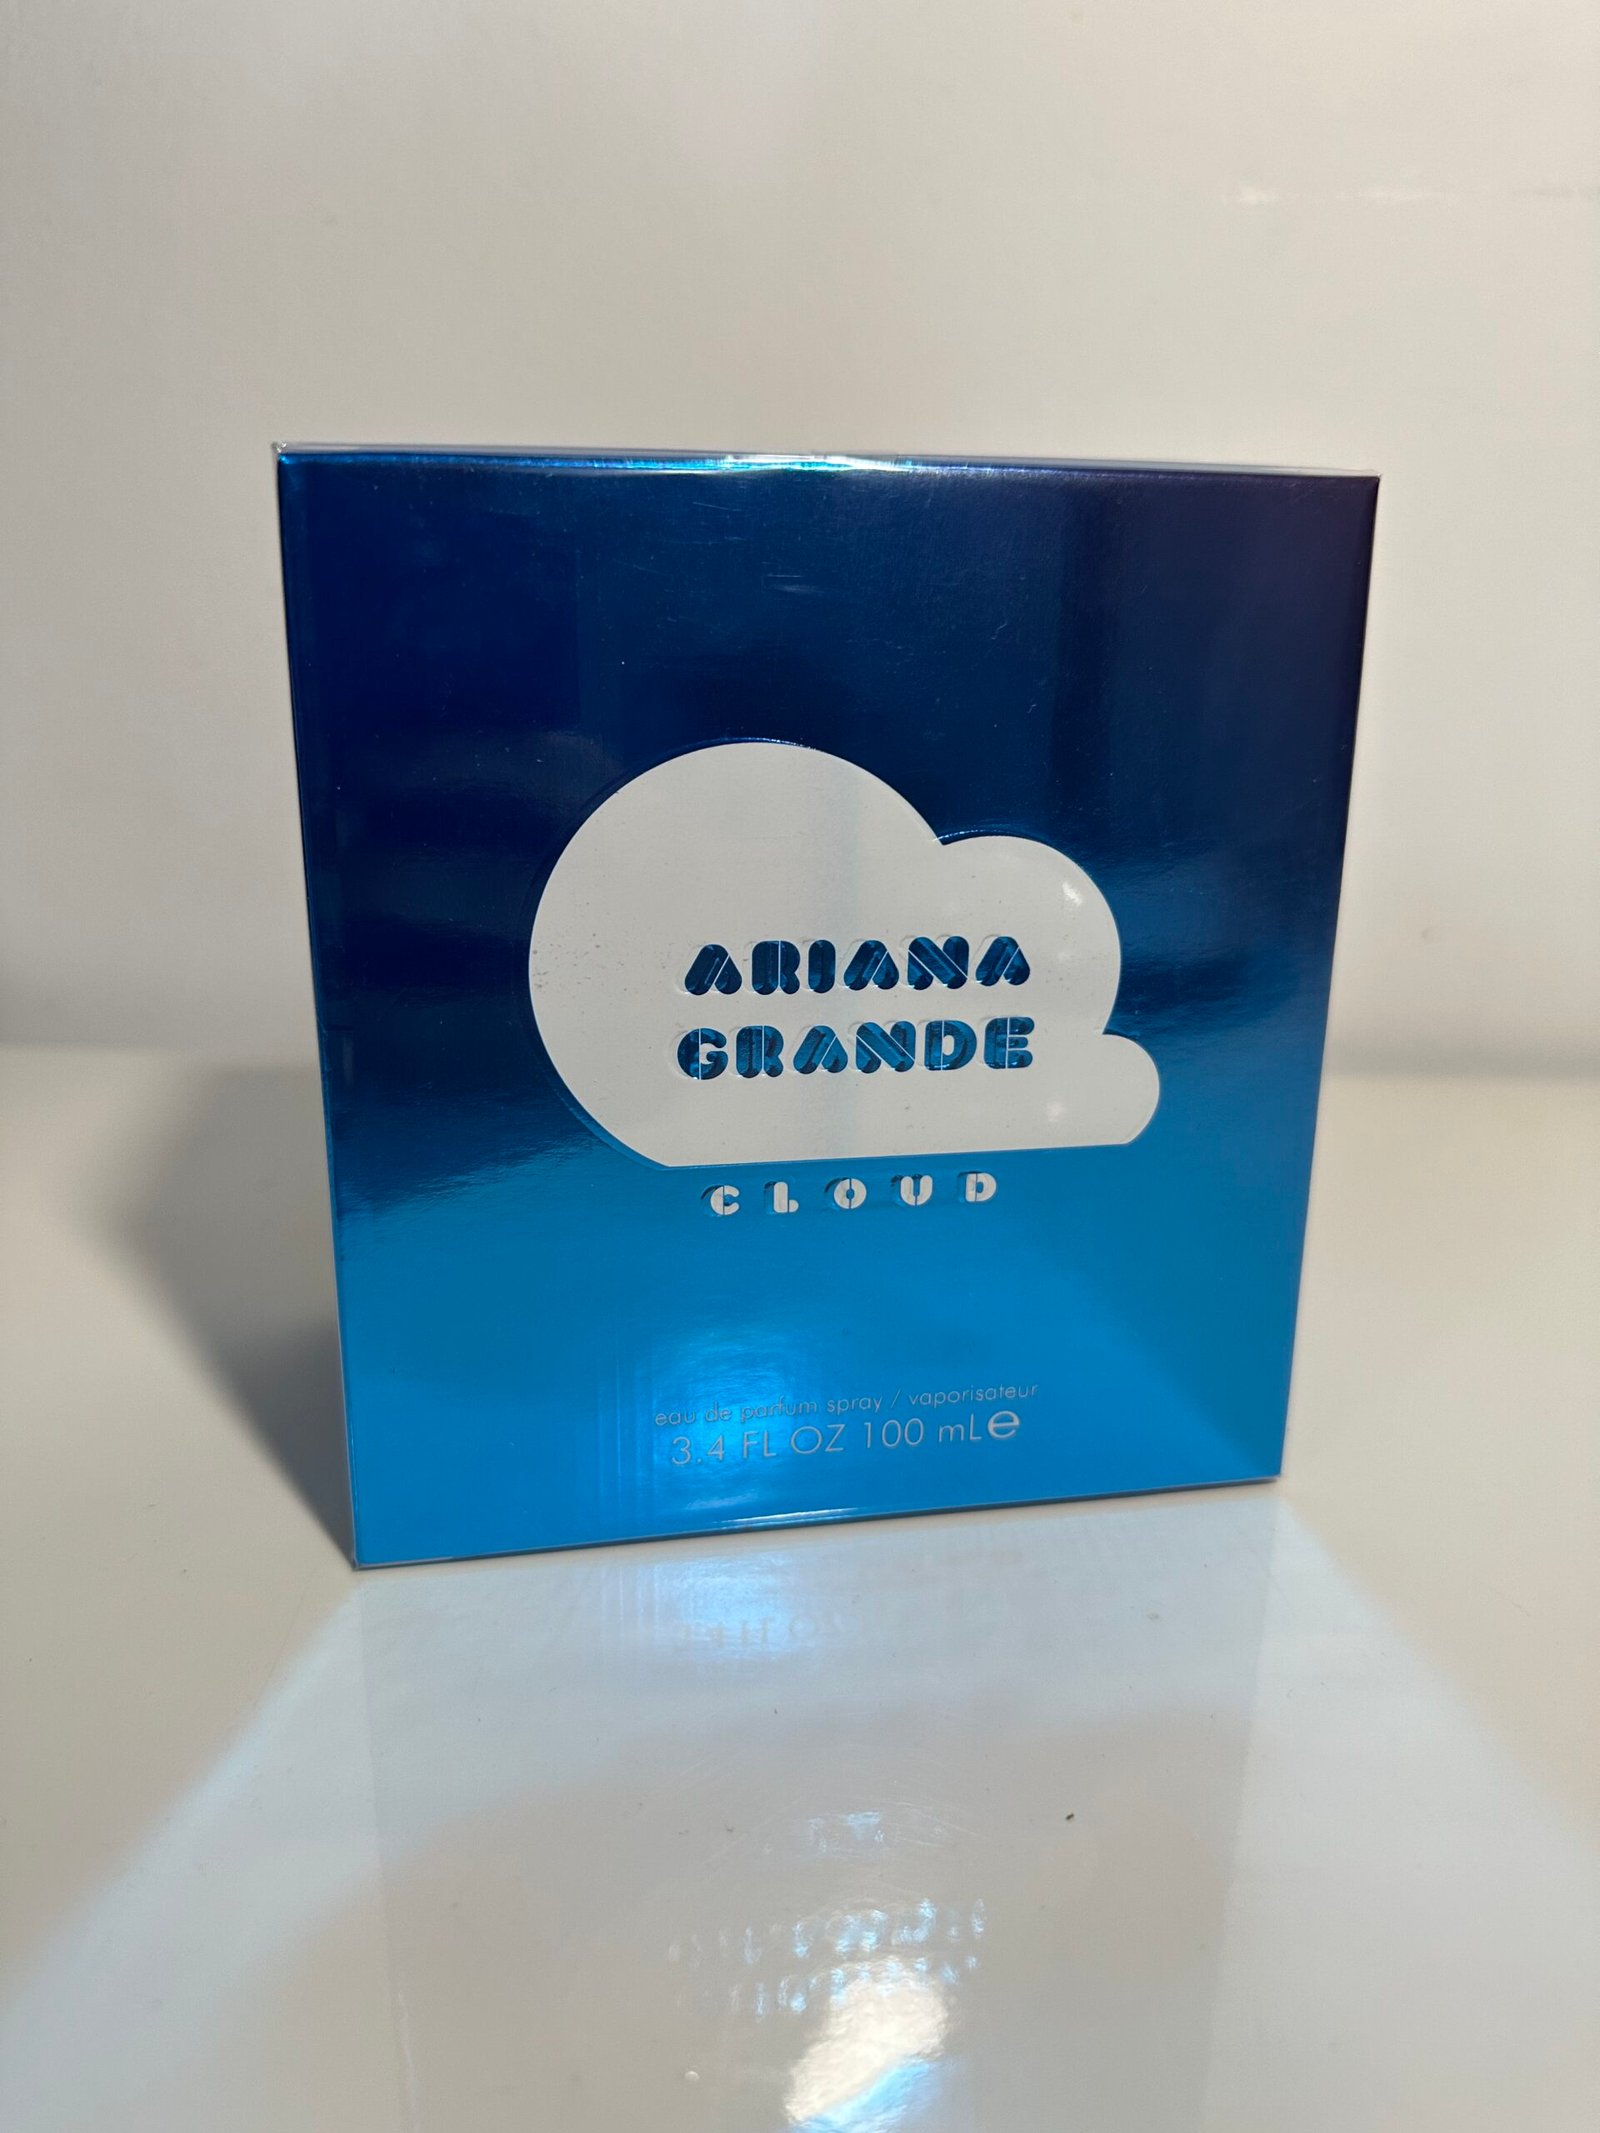 ARIANA
GRANDE
CLOUD
eau de parfum spray / vaporisateur
3.4 FL OZ 100 mL℮